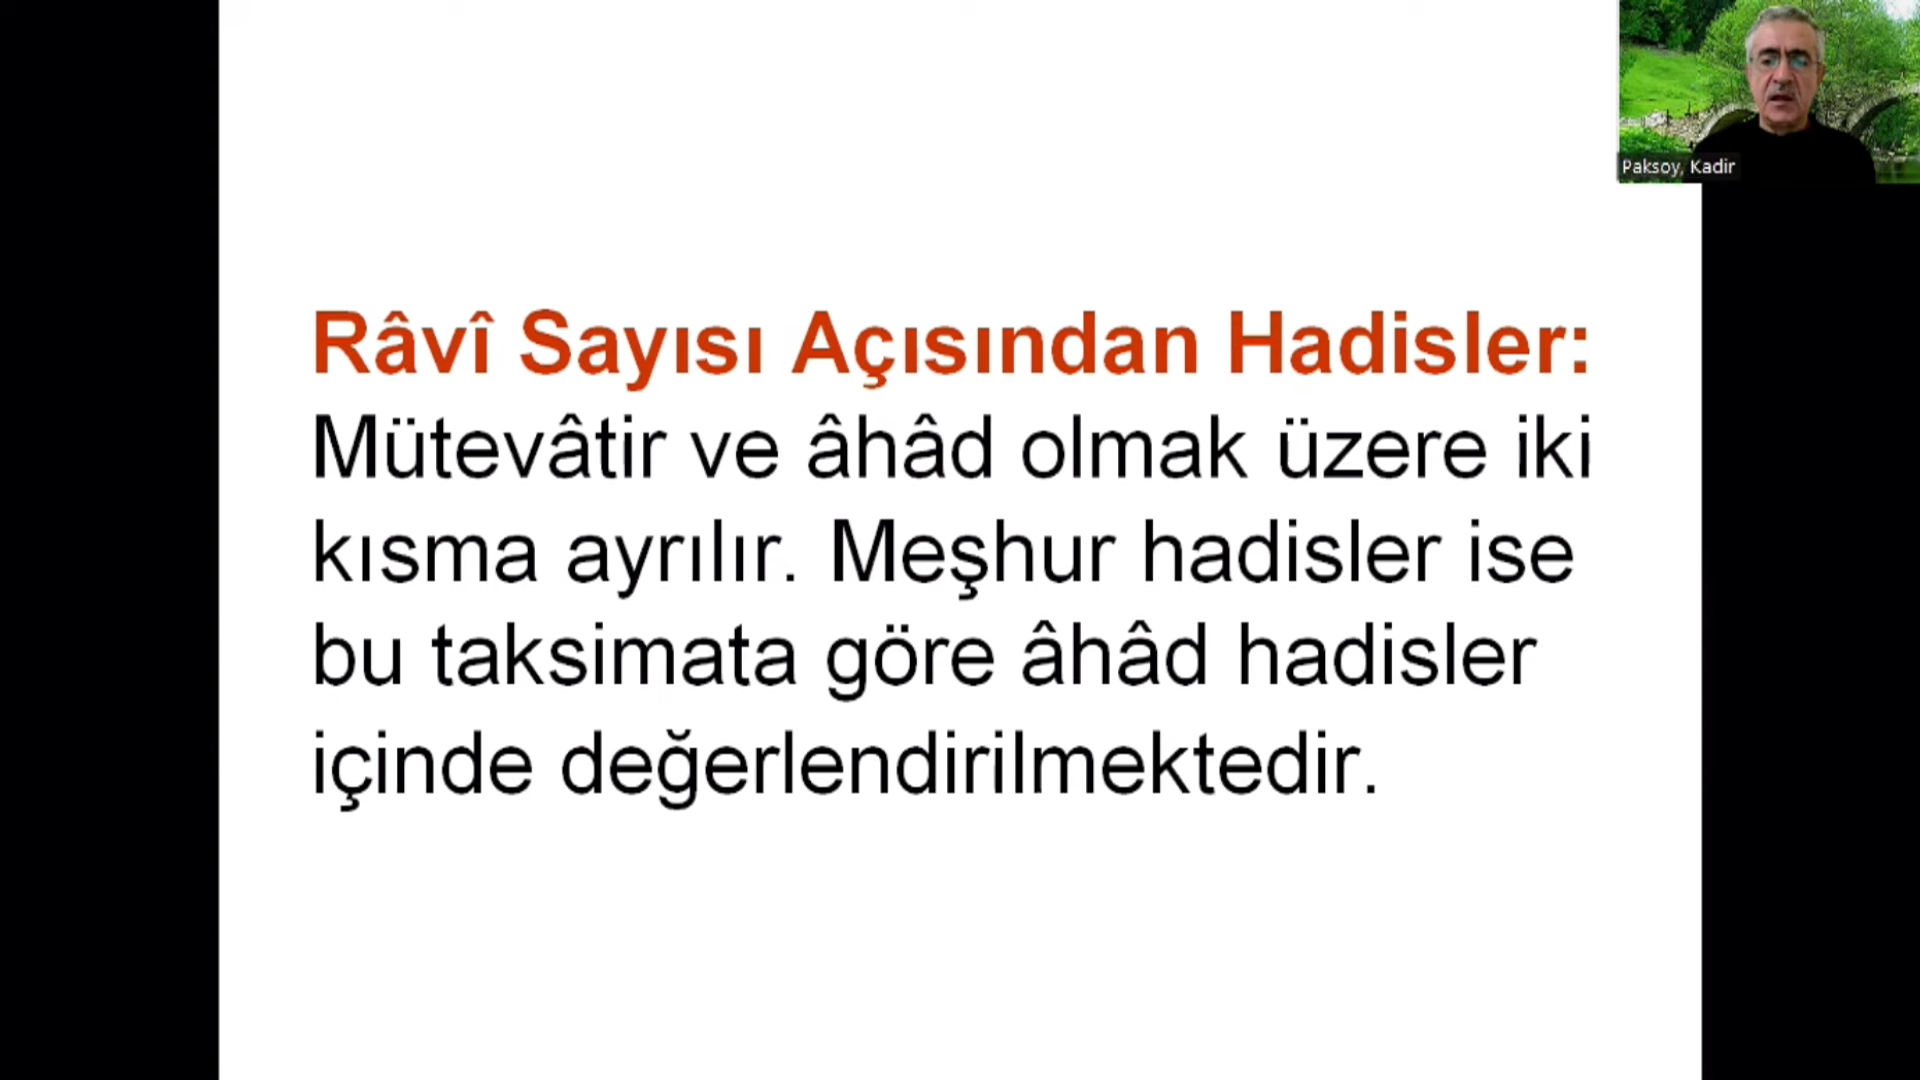 Paksoy, Kadir
Râvî Sayısı Açısından Hadisler:
Mütevâtir ve âhâd olmak üzere iki
kısma ayrılır. Meşhur hadisler ise
bu taksimata göre âhâd hadisler
içinde değerlendirilmektedir.